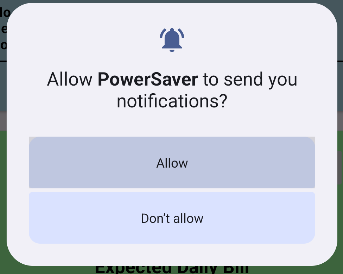 Allow PowerSaver to send you
notifications?
Allow
Don't allow
Expected Daily Bill